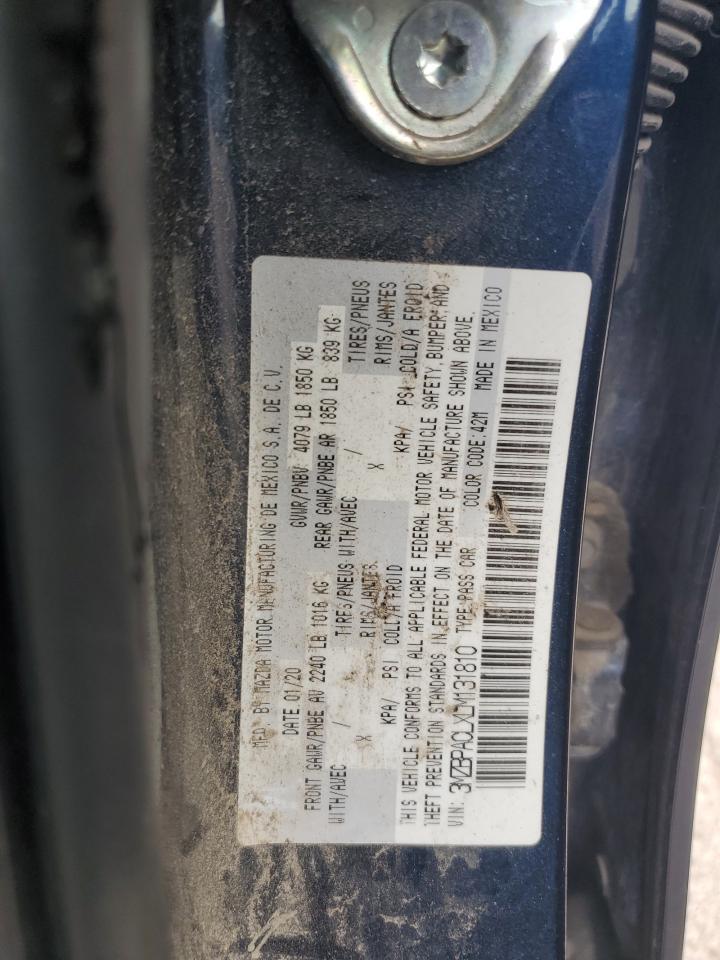 MFD BY MAZDA MOTOR MANUFACTURING DE MEXICO S.A. DE C.V.
DATE 01/20 GVWR/PNBV 4079 LB 1850 KG
FRONT GAWR/PNBE AV 2240 LB 1016 KG REAR GAWR/PNBE AR 1850 LB 839 KG
WITH/AVEC / TIRES/PNEUS WITH/AVEC / TIRES/PNEUS
X RIMS/JANTES X RIMS/JANTES
KPA/ PSI COLD/A FROID KPA/ PSI COLD/A FROID
THIS VEHICLE CONFORMS TO ALL APPLICABLE FEDERAL MOTOR VEHICLE SAFETY, BUMPER, AND
THEFT PREVENTION STANDARDS IN EFFECT ON THE DATE OF MANUFACTURE SHOWN ABOVE.
VIN: 3MZBPACLXLM131810 TYPE:PASS CAR COLOR CODE:42M MADE IN MEXICO